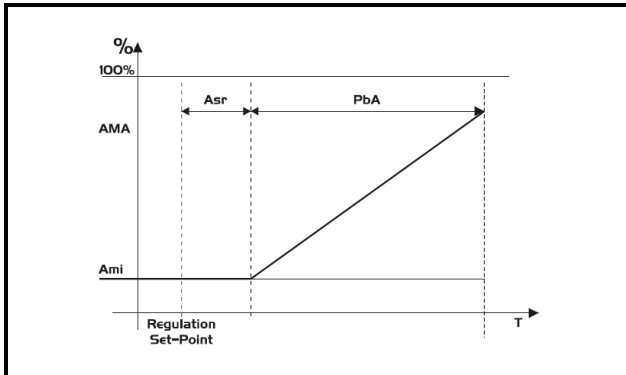 %
100%
Asr
PbA
AMA
Ami
T
Regulation
Set-Point